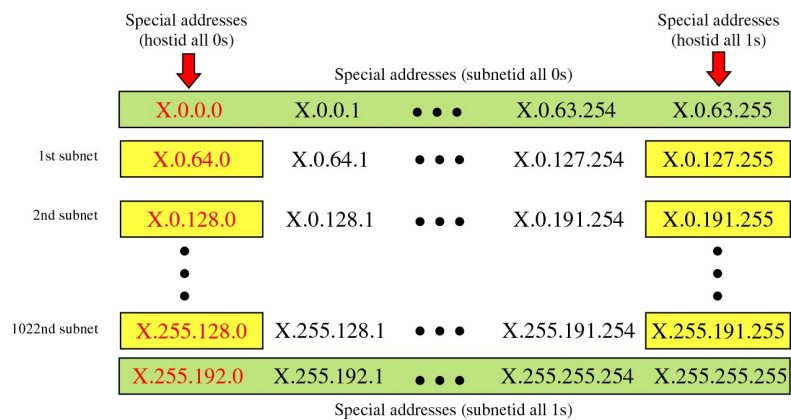 Special addresses
(hostid all 0s)
Special addresses
(hostid all 1s)
Special addresses (subnetid all 0s)
X.0.0.0 X.0.0.1 ••• X.0.63.254 X.0.63.255
1st subnet X.0.64.0 X.0.64.1 ••• X.0.127.254 X.0.127.255
2nd subnet X.0.128.0 X.0.128.1 ••• X.0.191.254 X.0.191.255
1022nd subnet X.255.128.0 X.255.128.1 ••• X.255.191.254 X.255.191.255
X.255.192.0 X.255.192.1 ••• X.255.255.254 X.255.255.255
Special addresses (subnetid all 1s)